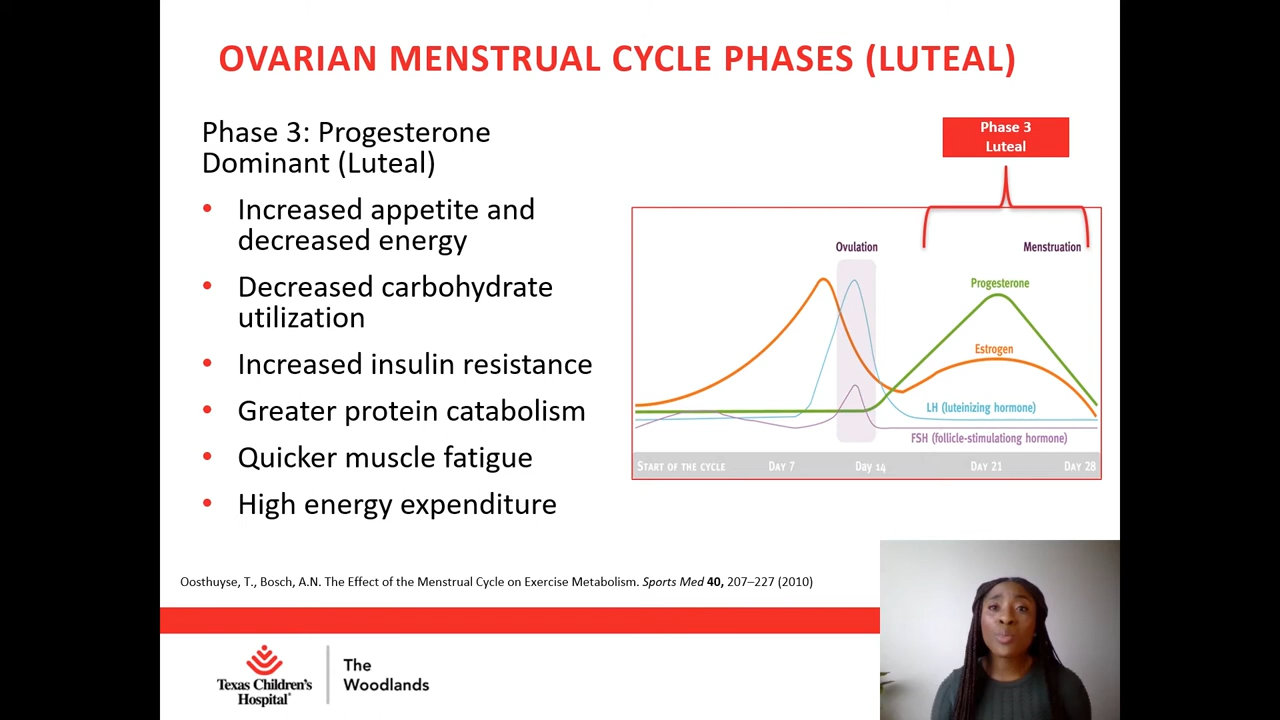 OVARIAN MENSTRUAL CYCLE PHASES (LUTEAL)
Phase 3: Progesterone
Dominant (Luteal)
• Increased appetite and
decreased energy
• Decreased carbohydrate
utilization
• Increased insulin resistance
• Greater protein catabolism
• Quicker muscle fatigue
• High energy expenditure
Phase 3
Luteal
Ovulation
Menstruation
Progesterone
Estrogen
LH (luteinizing hormone)
FSH (follicle-stimulationg hormone)
START OF THE CYCLE DAY 7 Day 14 DAY 21 DAY 28
Oosthuyse, T., Bosch, A.N. The Effect of the Menstrual Cycle on Exercise Metabolism. Sports Med 40, 207–227 (2010)
Texas Children's
Hospital®
The
Woodlands